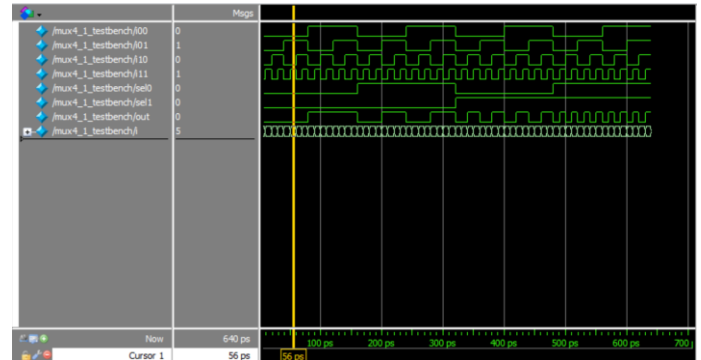 Msgs
/mux4_1_testbench/i00 0
/mux4_1_testbench/i01 1
/mux4_1_testbench/i10 0
/mux4_1_testbench/i11 1
/mux4_1_testbench/sel0 0
/mux4_1_testbench/sel1 0
/mux4_1_testbench/out 0
/mux4_1_testbench/i 5
Now 640 ps 100 ps 200 ps 300 ps 400 ps 500 ps 600 ps 700
Cursor 1 56 ps 56 ps